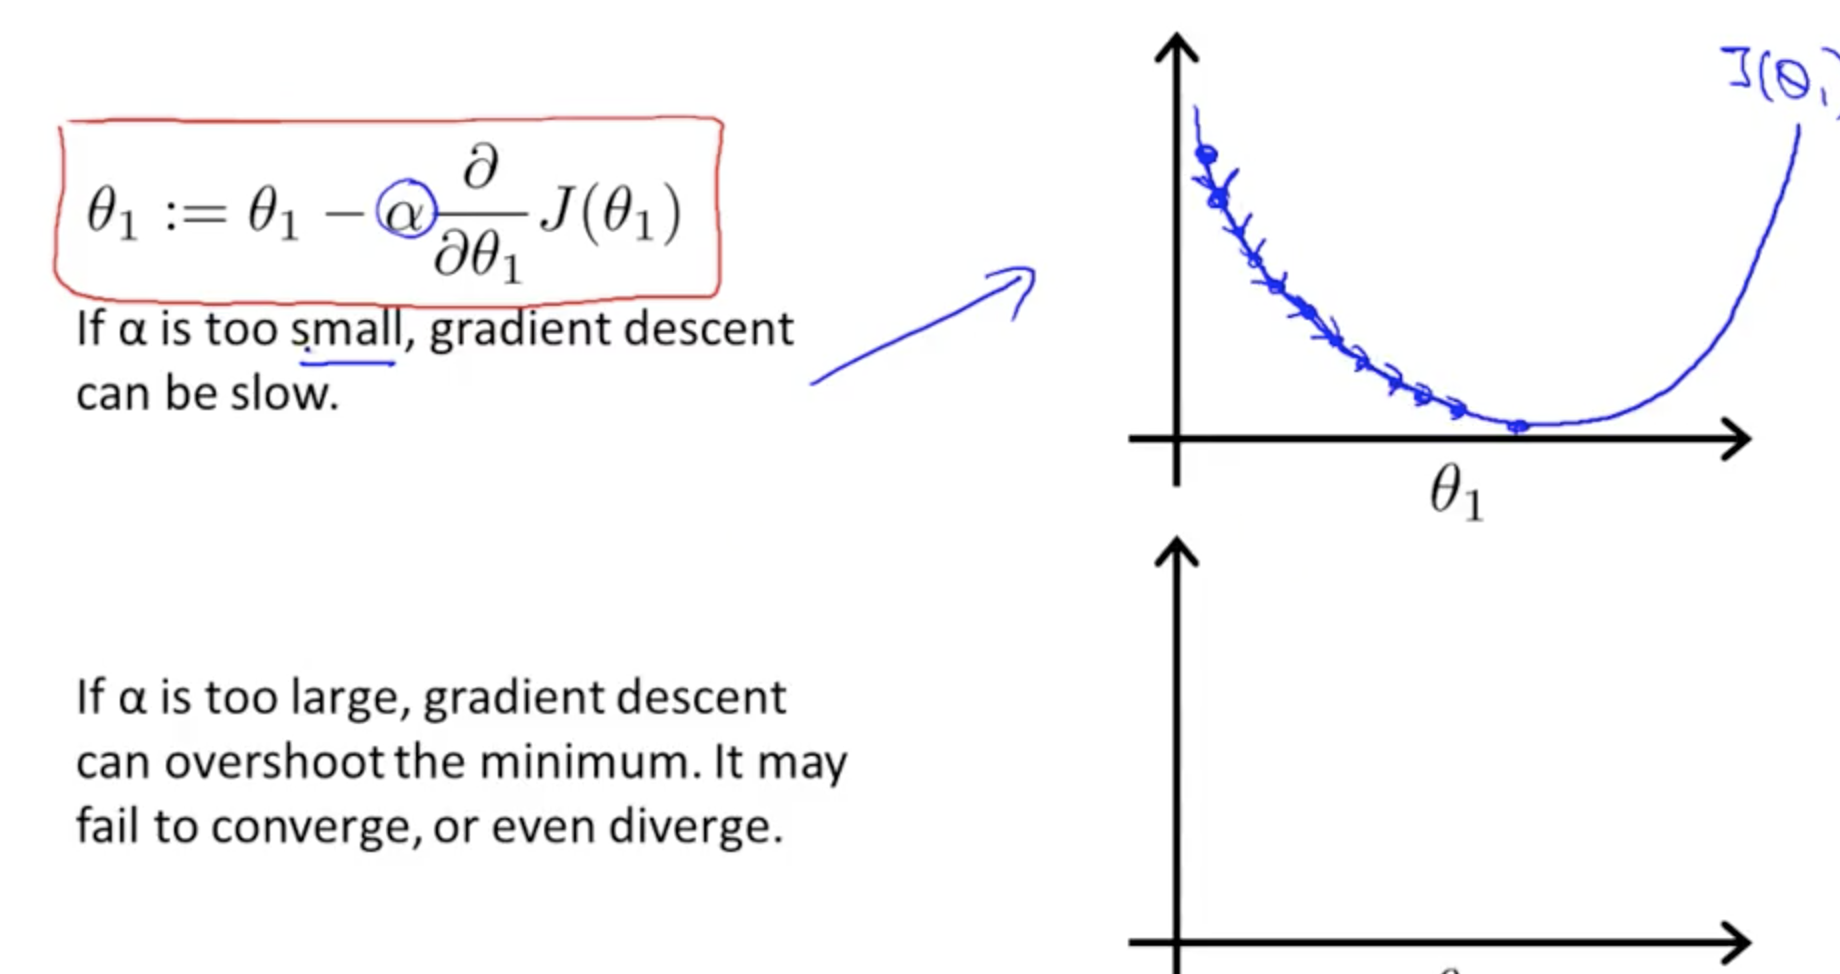 J(θ₁)
θ₁ := θ₁ − α ∂/∂θ₁ J(θ₁)
If α is too small, gradient descent
can be slow.
θ₁
If α is too large, gradient descent
can overshoot the minimum. It may
fail to converge, or even diverge.